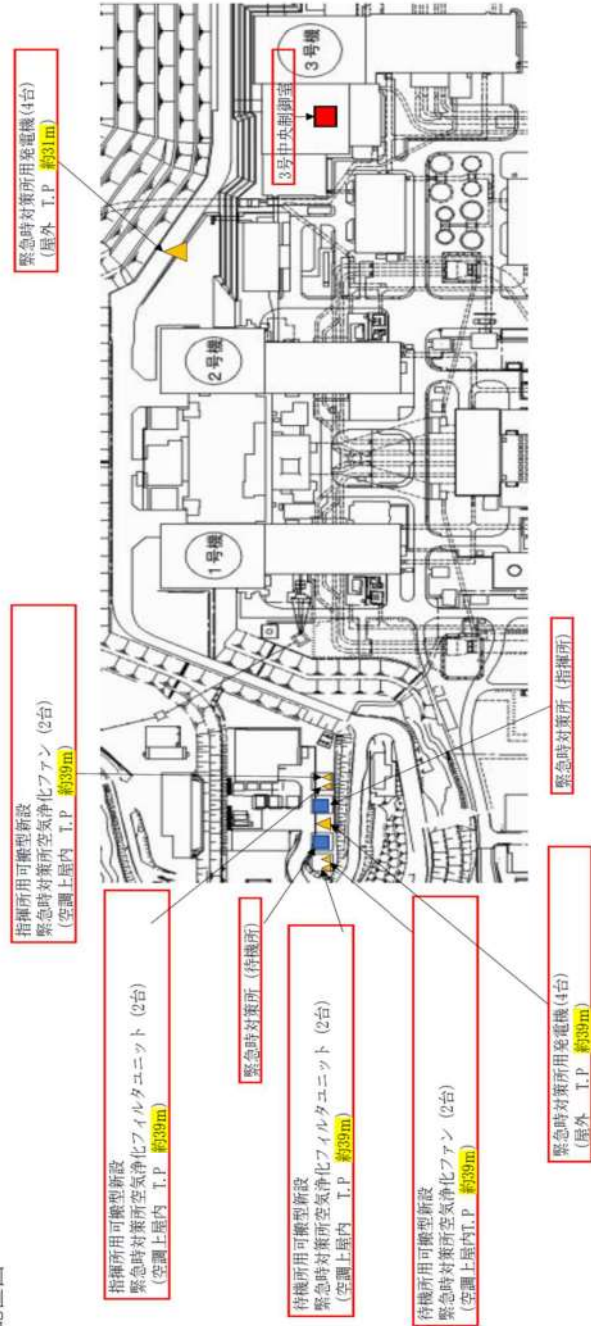 緊急時対策所用発電機(4台)
(屋外　T.P　約31m)
3号機
3号中央制御室
2号機
1号機
指揮所用可搬型新設
緊急時対策所空気浄化ファン (2台)
(空調上屋内　T.P　約39m)
緊急時対策所 (指揮所)
指揮所用可搬型新設
緊急時対策所空気浄化フィルタユニット (2台)
(空調上屋内　T.P　約39m)
緊急時対策所 (待機所)
待機所用可搬型新設
緊急時対策所空気浄化フィルタユニット (2台)
(空調上屋内　T.P　約39m)
待機所用可搬型新設
緊急時対策所空気浄化ファン (2台)
(空調上屋内T.P　約39m)
緊急時対策所用発電機(4台)
(屋外　T.P　約39m)